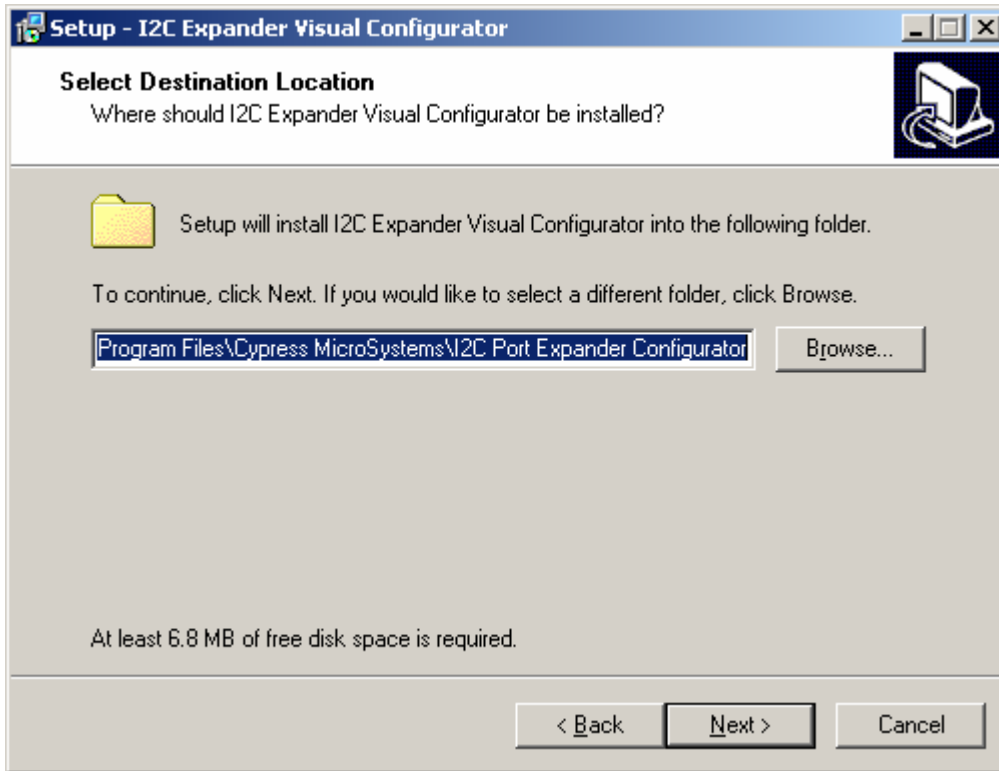 Setup - I2C Expander Visual Configurator
Select Destination Location
Where should I2C Expander Visual Configurator be installed?
Setup will install I2C Expander Visual Configurator into the following folder.
To continue, click Next. If you would like to select a different folder, click Browse.
Program Files\Cypress MicroSystems\I2C Port Expander Configurator
Browse...
At least 6.8 MB of free disk space is required.
< Back
Next >
Cancel